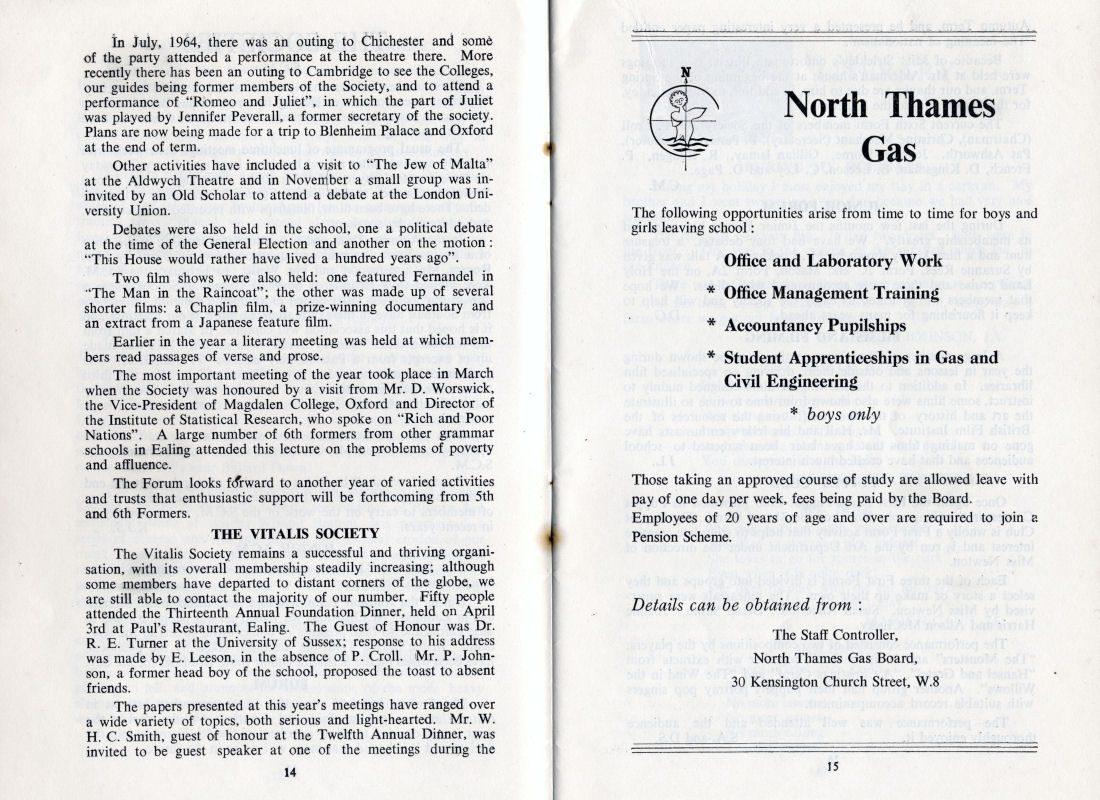 In July, 1964, there was an outing to Chichester and some
of the party attended a performance at the theatre there. More
recently there has been an outing to Cambridge to see the Colleges,
our guides being former members of the Society, and to attend a
performance of "Romeo and Juliet", in which the part of Juliet
was played by Jennifer Peverall, a former secretary of the society.
Plans are now being made for a trip to Blenheim Palace and Oxford
at the end of term.
Other activities have included a visit to "The Jew of Malta"
at the Aldwych Theatre and in November a small group was in-
invited by an Old Scholar to attend a debate at the London Uni-
versity Union.
Debates were also held in the school, one a political debate
at the time of the General Election and another on the motion :
"This House would rather have lived a hundred years ago".
Two film shows were also held: one featured Fernandel in
"The Man in the Raincoat"; the other was made up of several
shorter films: a Chaplin film, a prize-winning documentary and
an extract from a Japanese feature film.
Earlier in the year a literary meeting was held at which mem-
bers read passages of verse and prose.
The most important meeting of the year took place in March
when the Society was honoured by a visit from Mr. D. Worswick,
the Vice-President of Magdalen College, Oxford and Director of
the Institute of Statistical Research, who spoke on "Rich and Poor
Nations". A large number of 6th formers from other grammar
schools in Ealing attended this lecture on the problems of poverty
and affluence.
The Forum looks forward to another year of varied activities
and trusts that enthusiastic support will be forthcoming from 5th
and 6th Formers.
THE VITALIS SOCIETY
The Vitalis Society remains a successful and thriving organi-
sation, with its overall membership steadily increasing; although
some members have departed to distant corners of the globe, we
are still able to contact the majority of our number. Fifty people
attended the Thirteenth Annual Foundation Dinner, held on April
3rd at Paul's Restaurant, Ealing. The Guest of Honour was Dr.
R. E. Turner at the University of Sussex; response to his address
was made by E. Leeson, in the absence of P. Croll. Mr. P. John-
son, a former head boy of the school, proposed the toast to absent
friends.
The papers presented at this year's meetings have ranged over
a wide variety of topics, both serious and light-hearted. Mr. W.
H. C. Smith, guest of honour at the Twelfth Annual Dinner, was
invited to be guest speaker at one of the meetings during the
14
N
North Thames
Gas
The following opportunities arise from time to time for boys and
girls leaving school :
Office and Laboratory Work
* Office Management Training
* Accountancy Pupilships
* Student Apprenticeships in Gas and
Civil Engineering
* boys only
Those taking an approved course of study are allowed leave with
pay of one day per week, fees being paid by the Board.
Employees of 20 years of age and over are required to join a
Pension Scheme.
Details can be obtained from :
The Staff Controller,
North Thames Gas Board,
30 Kensington Church Street, W.8
15